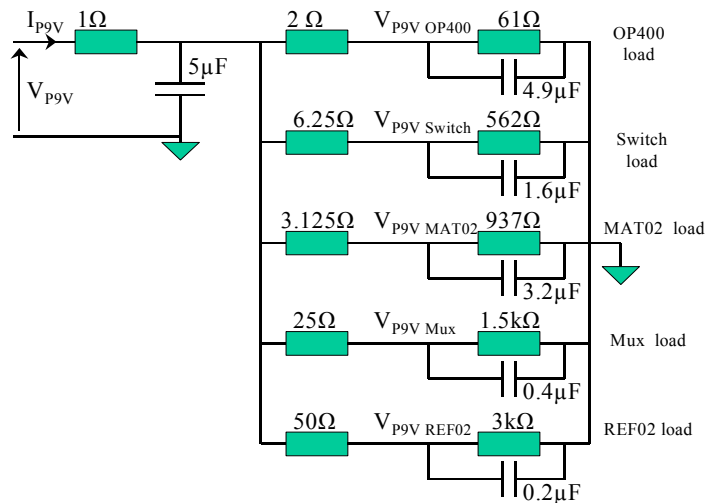 I P9V
1Ω
2 Ω
V P9V OP400
61Ω
OP400
load
5µF
V P9V
4.9µF
6.25Ω
V P9V Switch
562Ω
Switch
load
1.6µF
3.125Ω
V P9V MAT02
937Ω
MAT02 load
3.2µF
25Ω
V P9V Mux
1.5kΩ
Mux load
0.4µF
50Ω
V P9V REF02
3kΩ
REF02 load
0.2µF